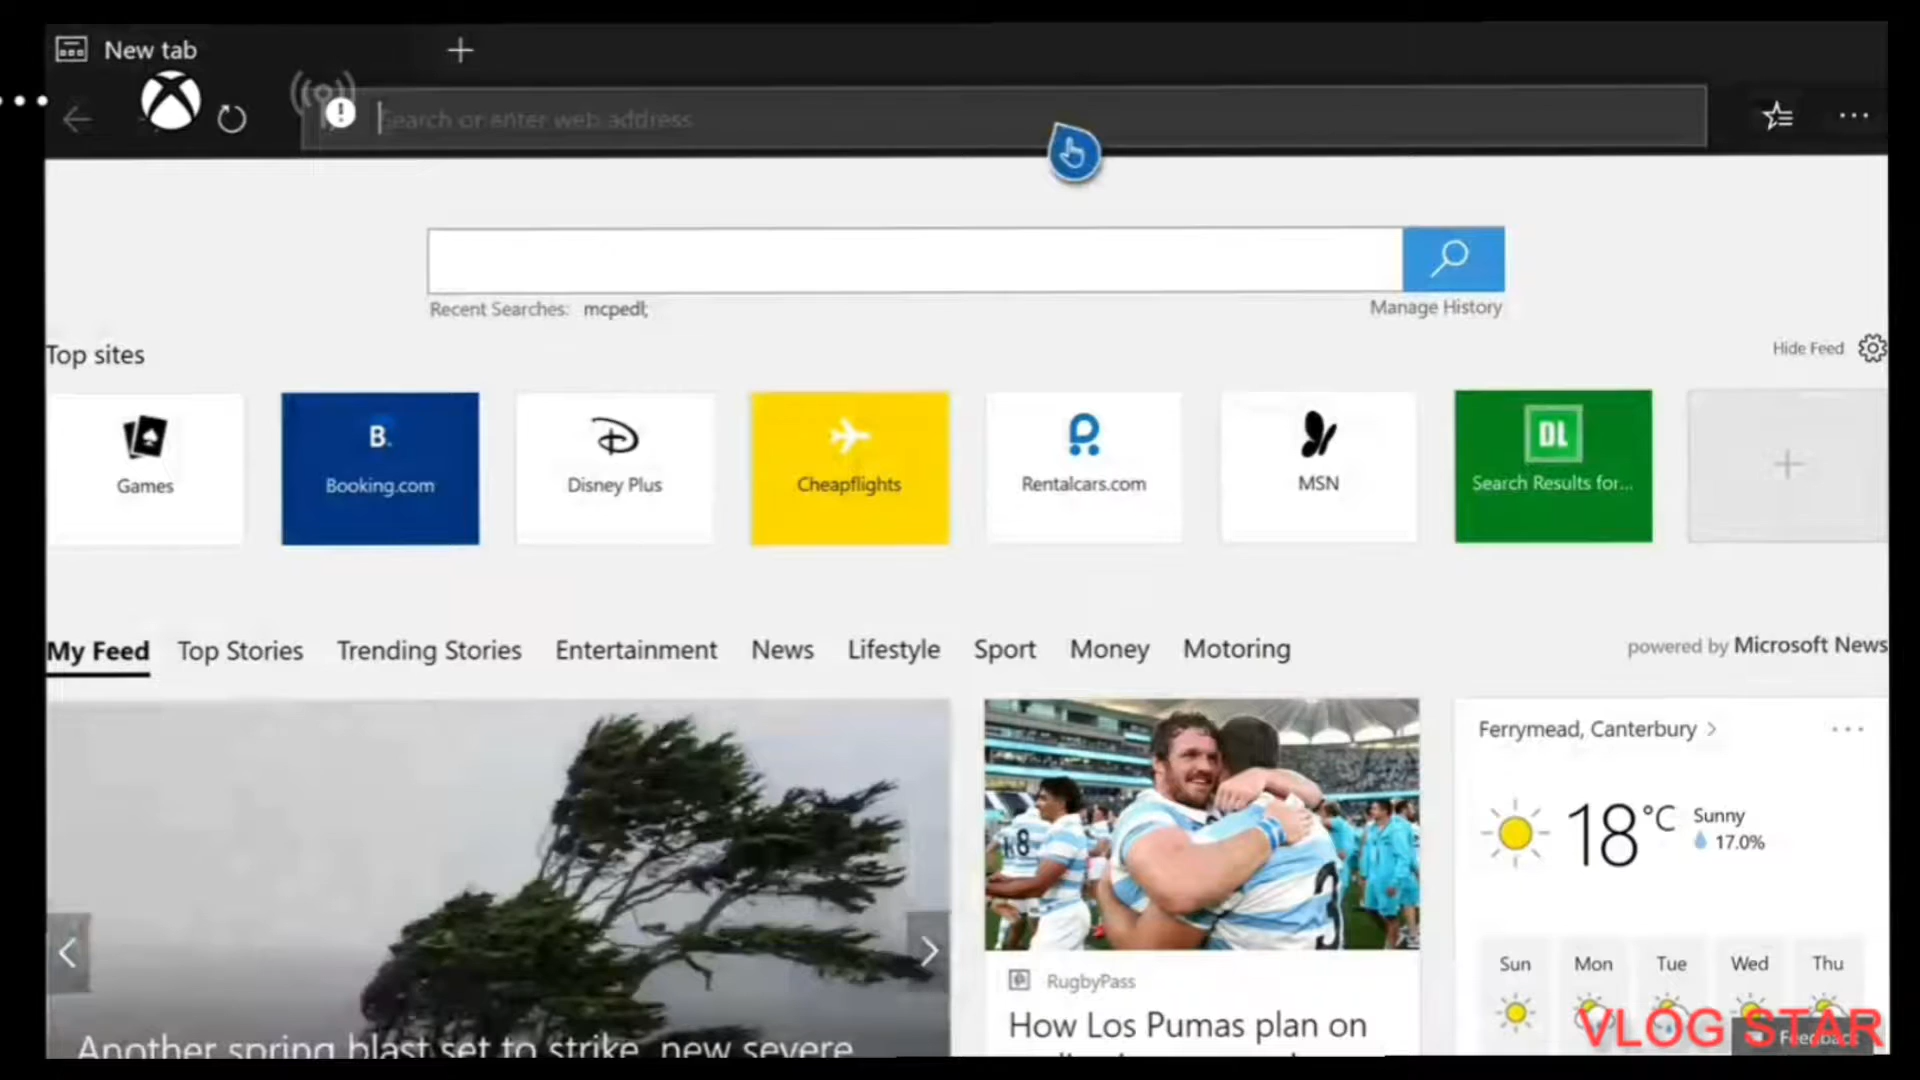 New tab
Search or enter web address
Recent Searches: mcpedl;
Manage History
Top sites
Hide Feed
Games
B.
Booking.com
Disney Plus
Cheapflights
Rentalcars.com
MSN
DL
Search Results for...
My Feed Top Stories Trending Stories Entertainment News Lifestyle Sport Money Motoring
powered by Microsoft News
Another spring blast set to strike, new severe
8
3
RugbyPass
How Los Pumas plan on
Ferrymead, Canterbury
18°C
Sunny
17.0%
Sun Mon Tue Wed Thu
VLOG STAR
Feedback